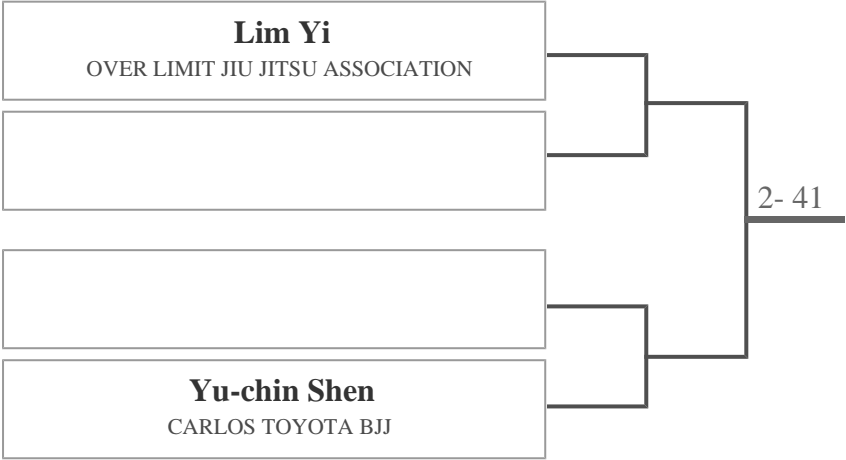 Lim Yi
OVER LIMIT JIU JITSU ASSOCIATION
2- 41
Yu-chin Shen
CARLOS TOYOTA BJJ